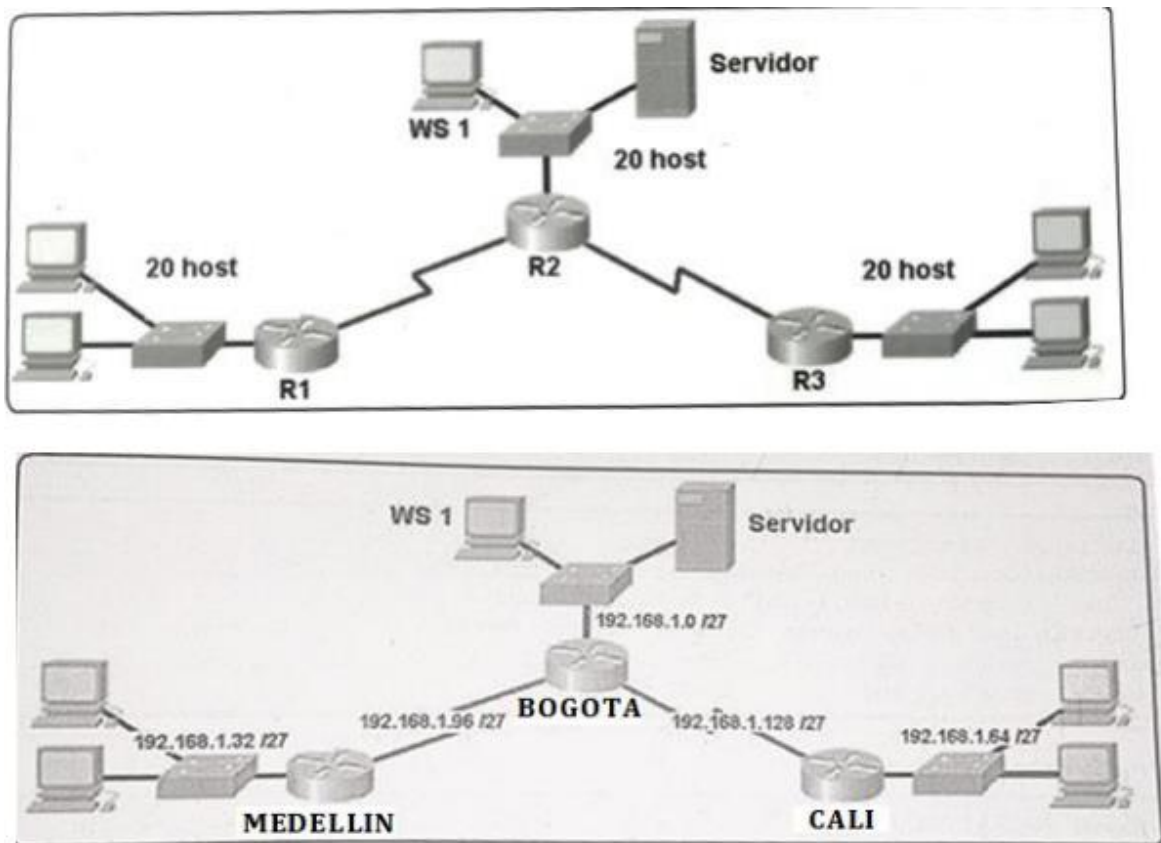 Servidor
WS 1
20 host
R2
20 host
R1
20 host
R3
WS 1
Servidor
192.168.1.0 /27
BOGOTA
192.168.1.96 /27
192.168.1.128 /27
192.168.1.32 /27
192.168.1.64 /27
MEDELLIN
CALI